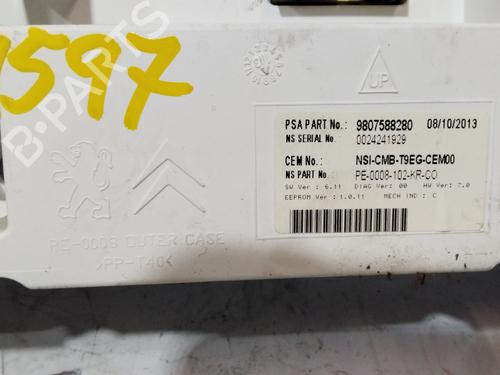 1597
B-PARTS
UP
PSA PART No.: 9807588280 08/10/2013
NS SERIAL No.: 0024241929
CEM No.: NSI-CMB-T9EG-CEM00
NS PART No.: PE-0008-102-KR-CO
SW Ver : 6.11 DIAG Ver: 00 HW Ver: 7.0
EEPROM Ver : 1.0.11 MECH IND : C
RE-0008 OUTER CASE
>PP-T40<